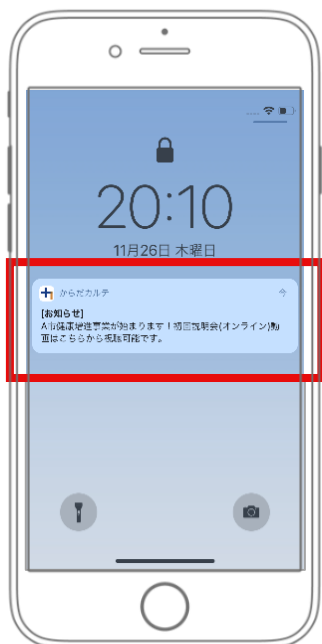 20:10
11月26日 木曜日
からだカルテ 今
[お知らせ]
A市健康増進事業が始まります！初回説明会(オンライン)動
画はこちらから視聴可能です。